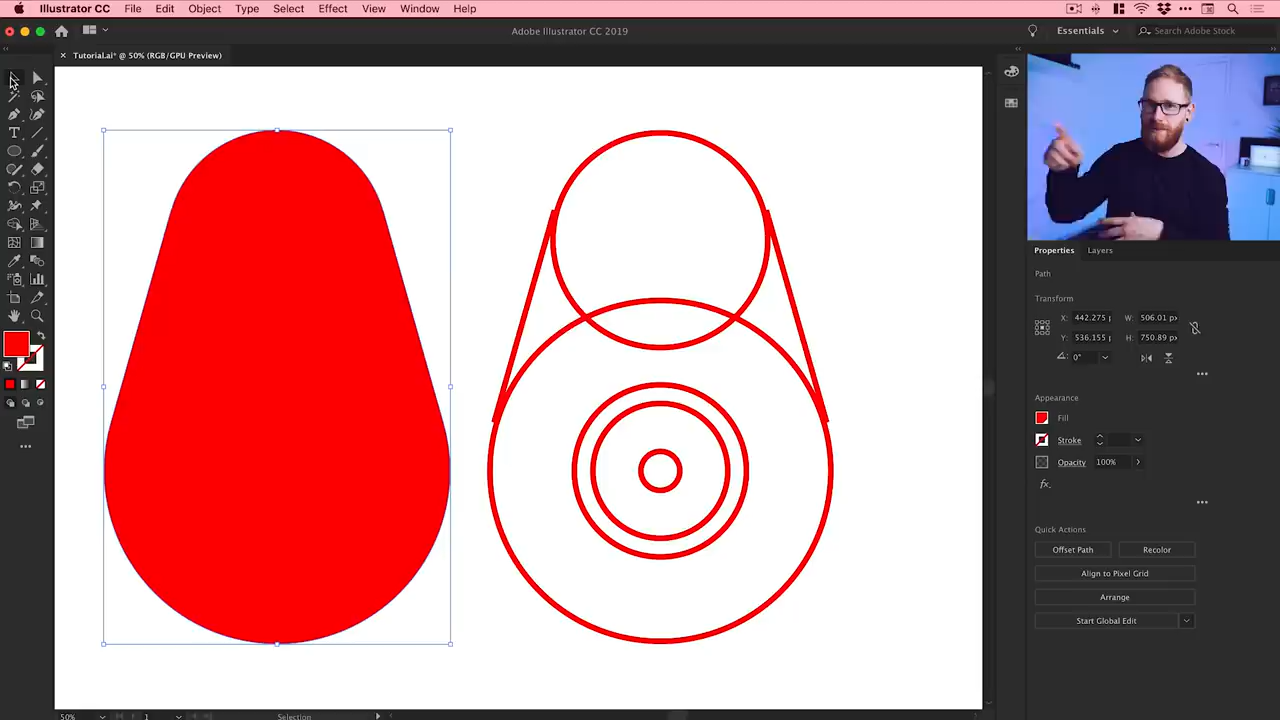 Illustrator CC File Edit Object Type Select Effect View Window Help
Adobe Illustrator CC 2019
Essentials
Search Adobe Stock
Tutorial.ai* @ 50% (RGB/GPU Preview)
Properties Layers
Path
Transform
X: 442.275 p W: 506.01 px
Y: 536.155 H: 750.89 px
0°
Appearance
Fill
Stroke
Opacity 100%
fx.
Quick Actions
Offset Path Recolor
Align to Pixel Grid
Arrange
Start Global Edit
50% 1 Selection